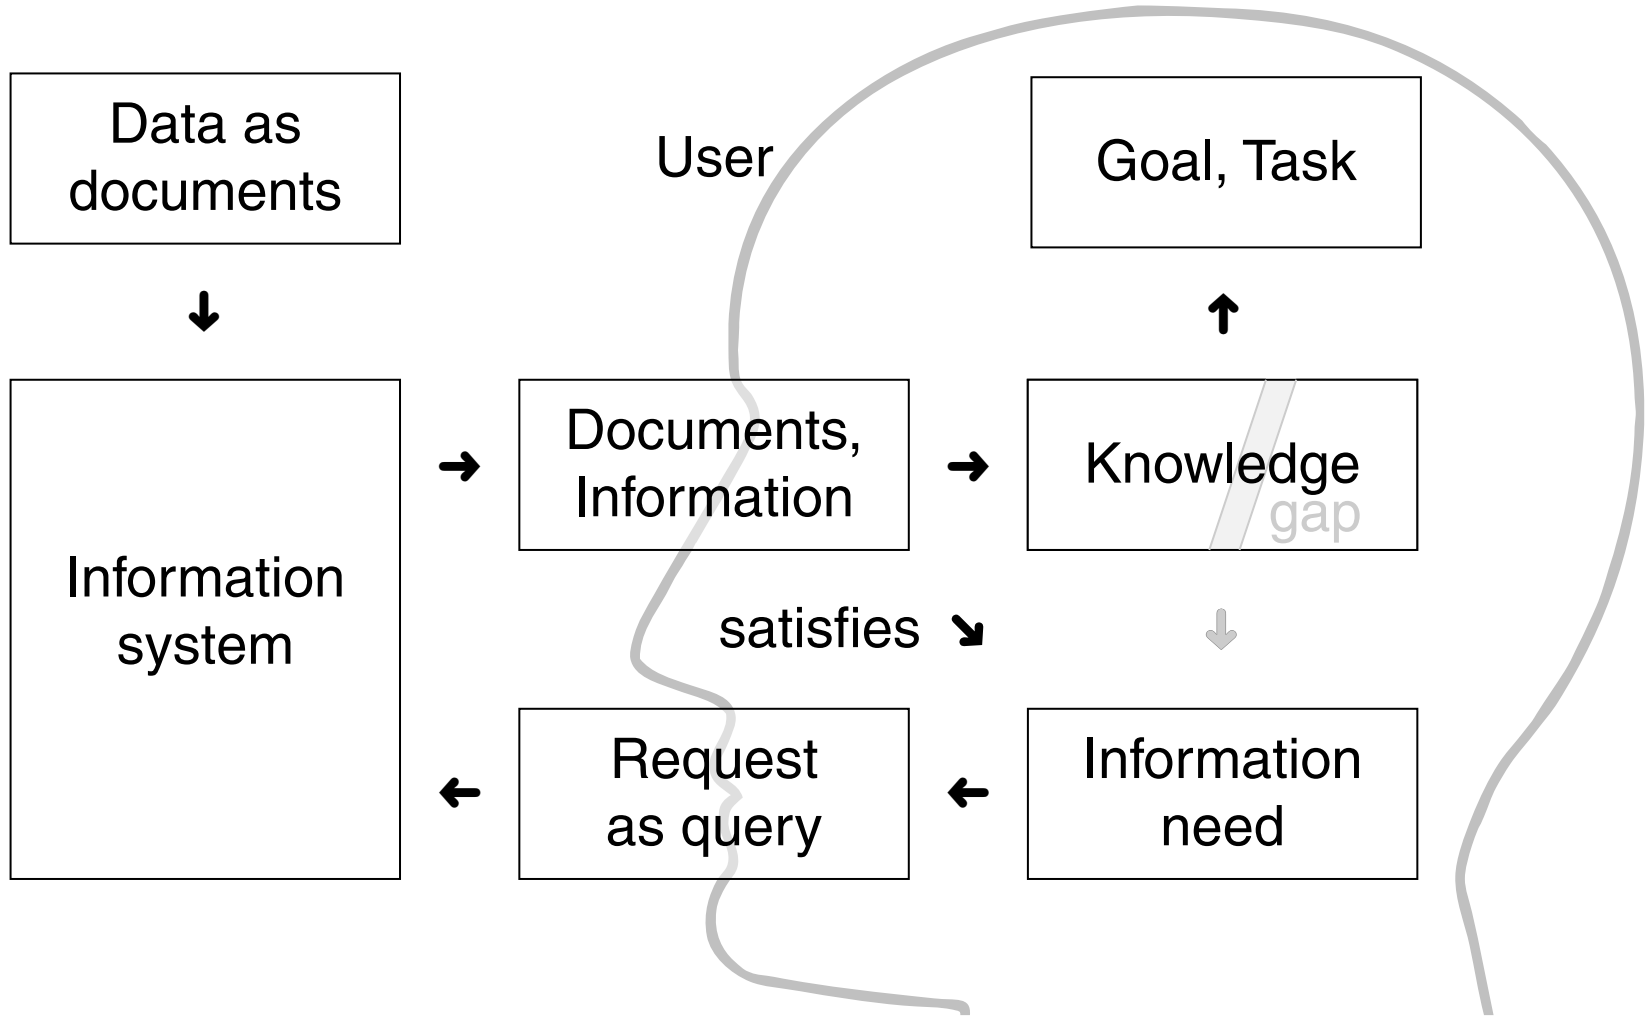 Data as
documents
User
Goal, Task
Documents,
Information
Knowledge
gap
Information
system
satisfies
Request
as query
Information
need